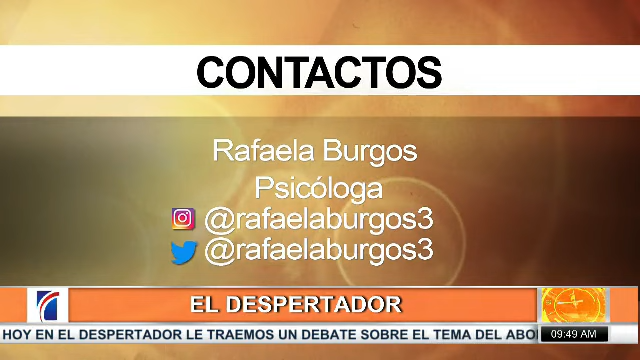 CONTACTOS
Rafaela Burgos
Psicóloga
@rafaelaburgos3
@rafaelaburgos3
EL DESPERTADOR
HOY EN EL DESPERTADOR LE TRAEMOS UN DEBATE SOBRE EL TEMA DEL ABO
09:49 AM